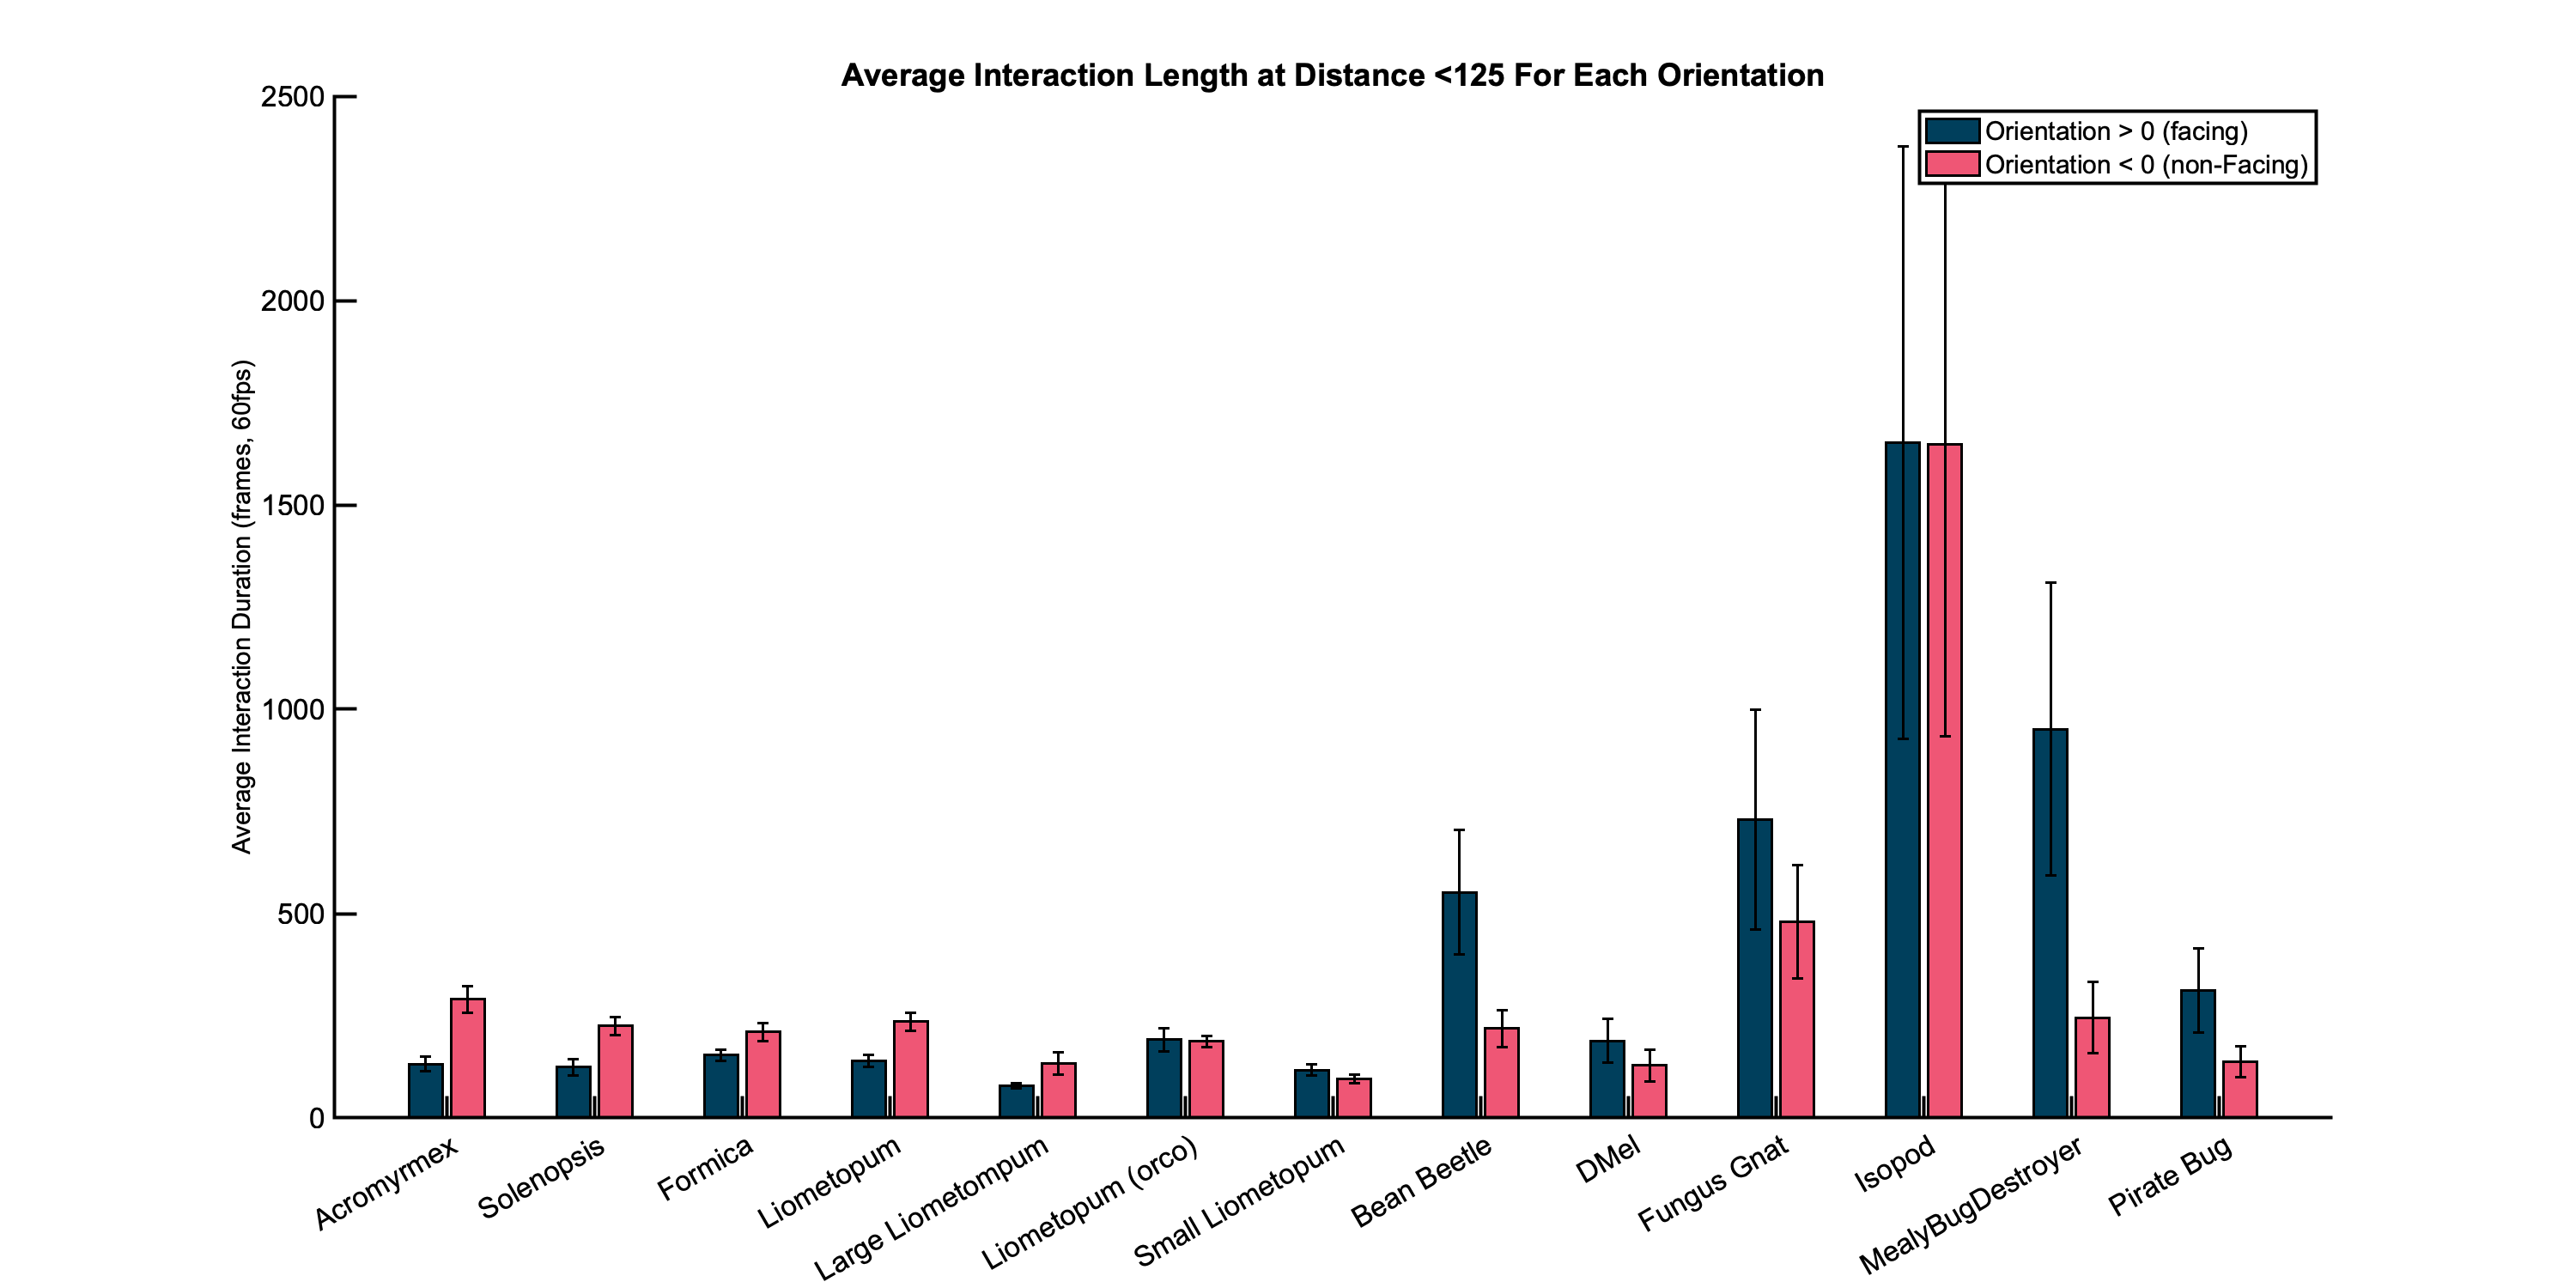 Average Interaction Length at Distance <125 For Each Orientation
Orientation > 0 (facing)
Orientation < 0 (non-Facing)
Average Interaction Duration (frames, 60fps)
2500
2000
1500
1000
500
0
Acromyrmex
Solenopsis
Formica
Liometopum
Large Liometompum
Liometopum (orco)
Small Liometopum
Bean Beetle
DMel
Fungus Gnat
Isopod
MealyBugDestroyer
Pirate Bug